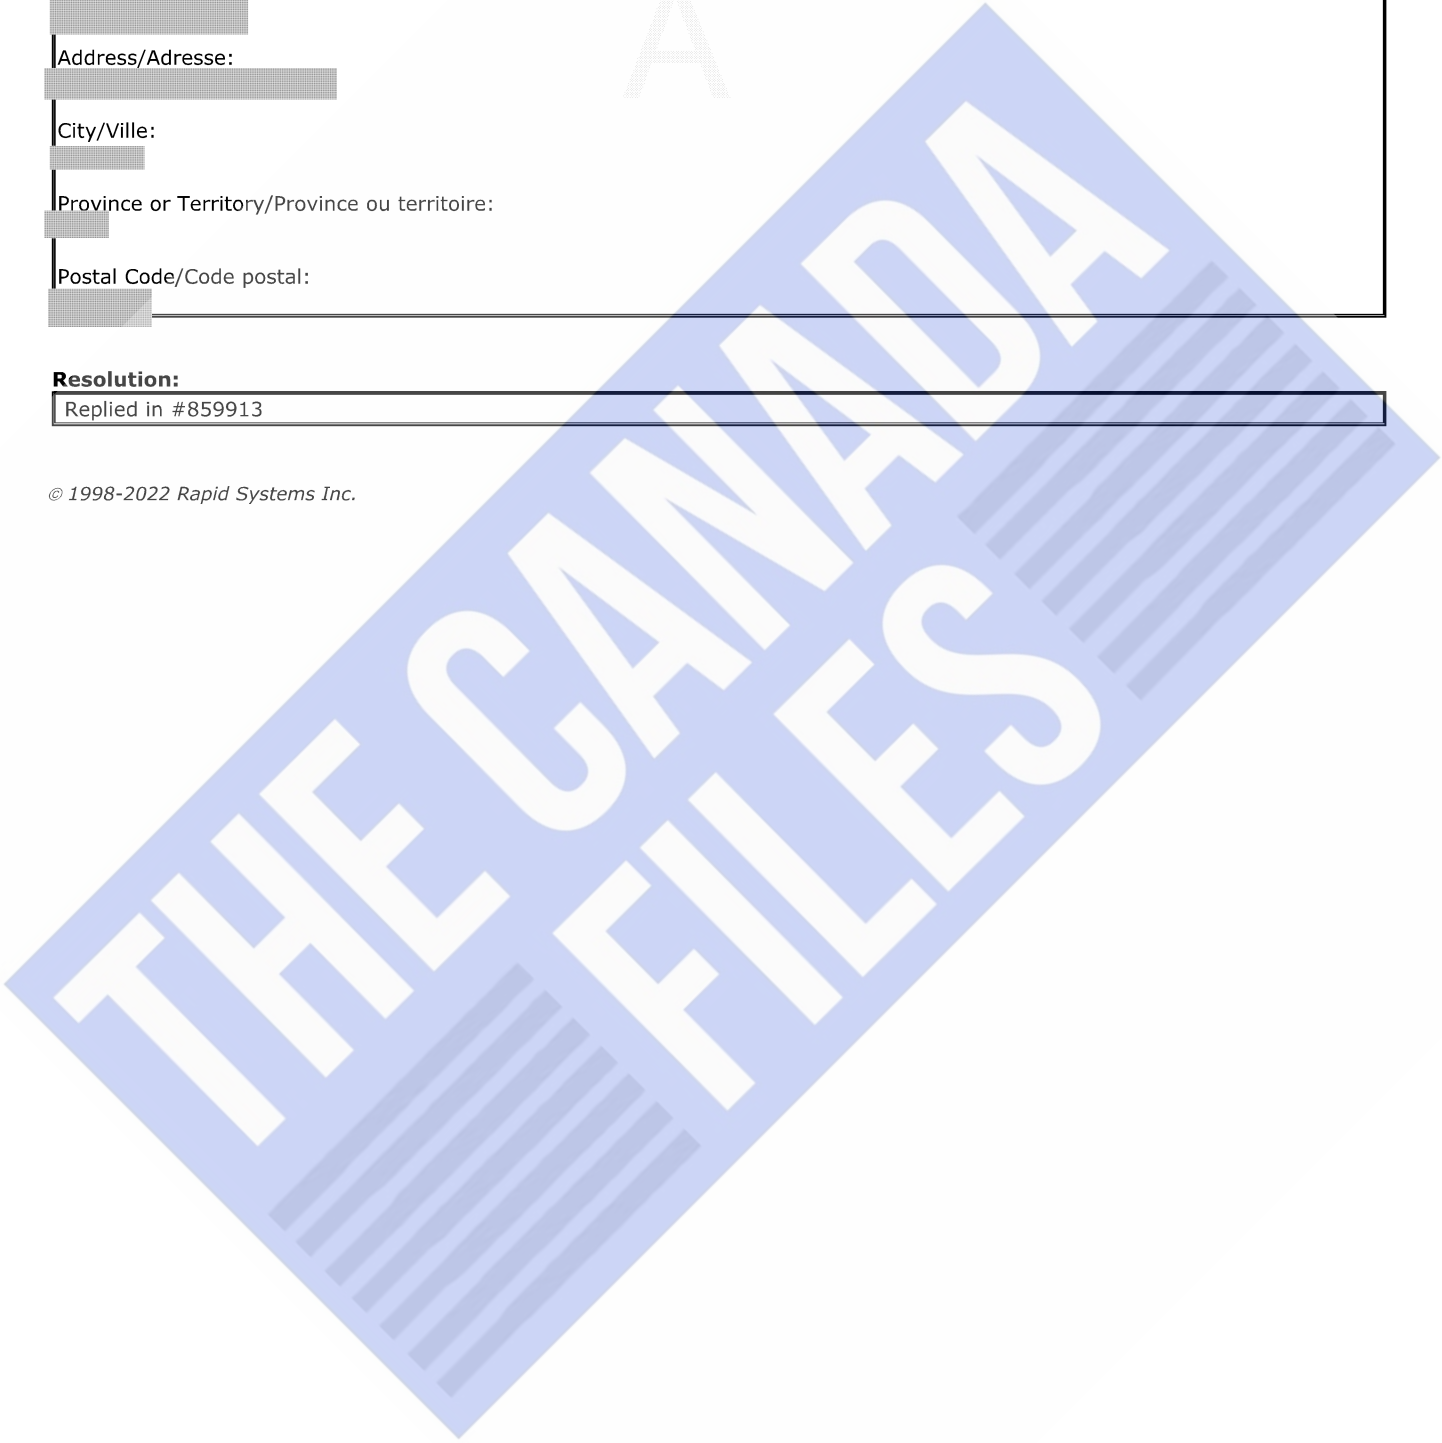 A
Address/Adresse:
City/Ville:
Province or Territory/Province ou territoire:
Postal Code/Code postal:
Resolution:
Replied in #859913
© 1998-2022 Rapid Systems Inc.
THE CANADA
FILES